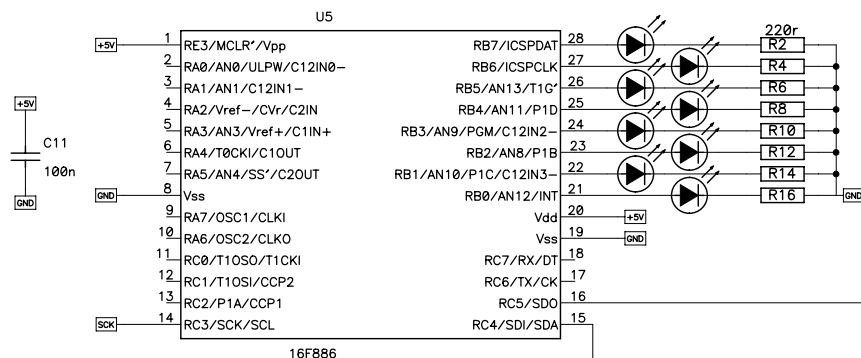 U5
+5V 1 RE3/MCLR'/Vpp RB7/ICSPDAT 28 220r R2
2 RA0/AN0/ULPW/C12IN0- RB6/ICSPCLK 27 R4
3 RA1/AN1/C12IN1- RB5/AN13/T1G' 26 R6
+5V 4 RA2/Vref-/CVr/C2IN RB4/AN11/P1D 25 R8
C11 5 RA3/AN3/Vref+/C1IN+ RB3/AN9/PGM/C12IN2- 24 R10
100n 6 RA4/T0CKI/C1OUT RB2/AN8/P1B 23 R12
7 RA5/AN4/SS'/C2OUT RB1/AN10/P1C/C12IN3- 22 R14
GND GND 8 Vss RB0/AN12/INT 21 R16 GND
9 RA7/OSC1/CLKI Vdd 20 +5V
10 RA6/OSC2/CLKO Vss 19 GND
11 RC0/T1OSO/T1CKI RC7/RX/DT 18
12 RC1/T1OSI/CCP2 RC6/TX/CK 17
13 RC2/P1A/CCP1 RC5/SDO 16
SCK 14 RC3/SCK/SCL RC4/SDI/SDA 15
16F886